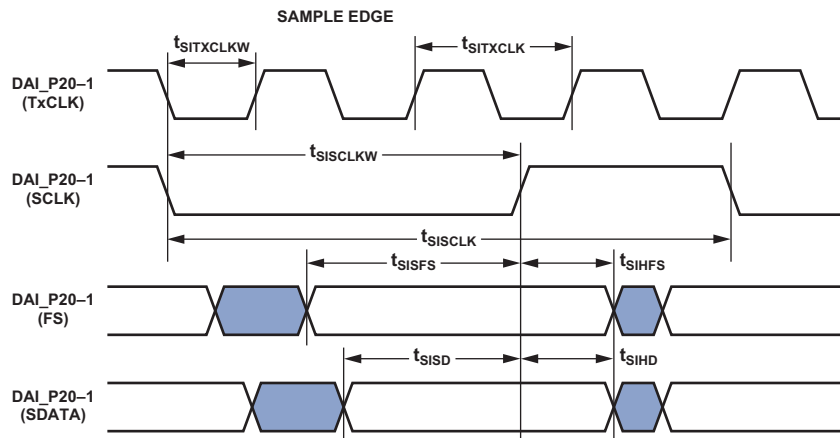 SAMPLE EDGE
tSITXCLKW
tSITXCLK
DAI_P20–1
(TxCLK)
tSISCLKW
DAI_P20–1
(SCLK)
tSISCLK
tSISFS
tSIHFS
DAI_P20–1
(FS)
tSISD
tSIHD
DAI_P20–1
(SDATA)